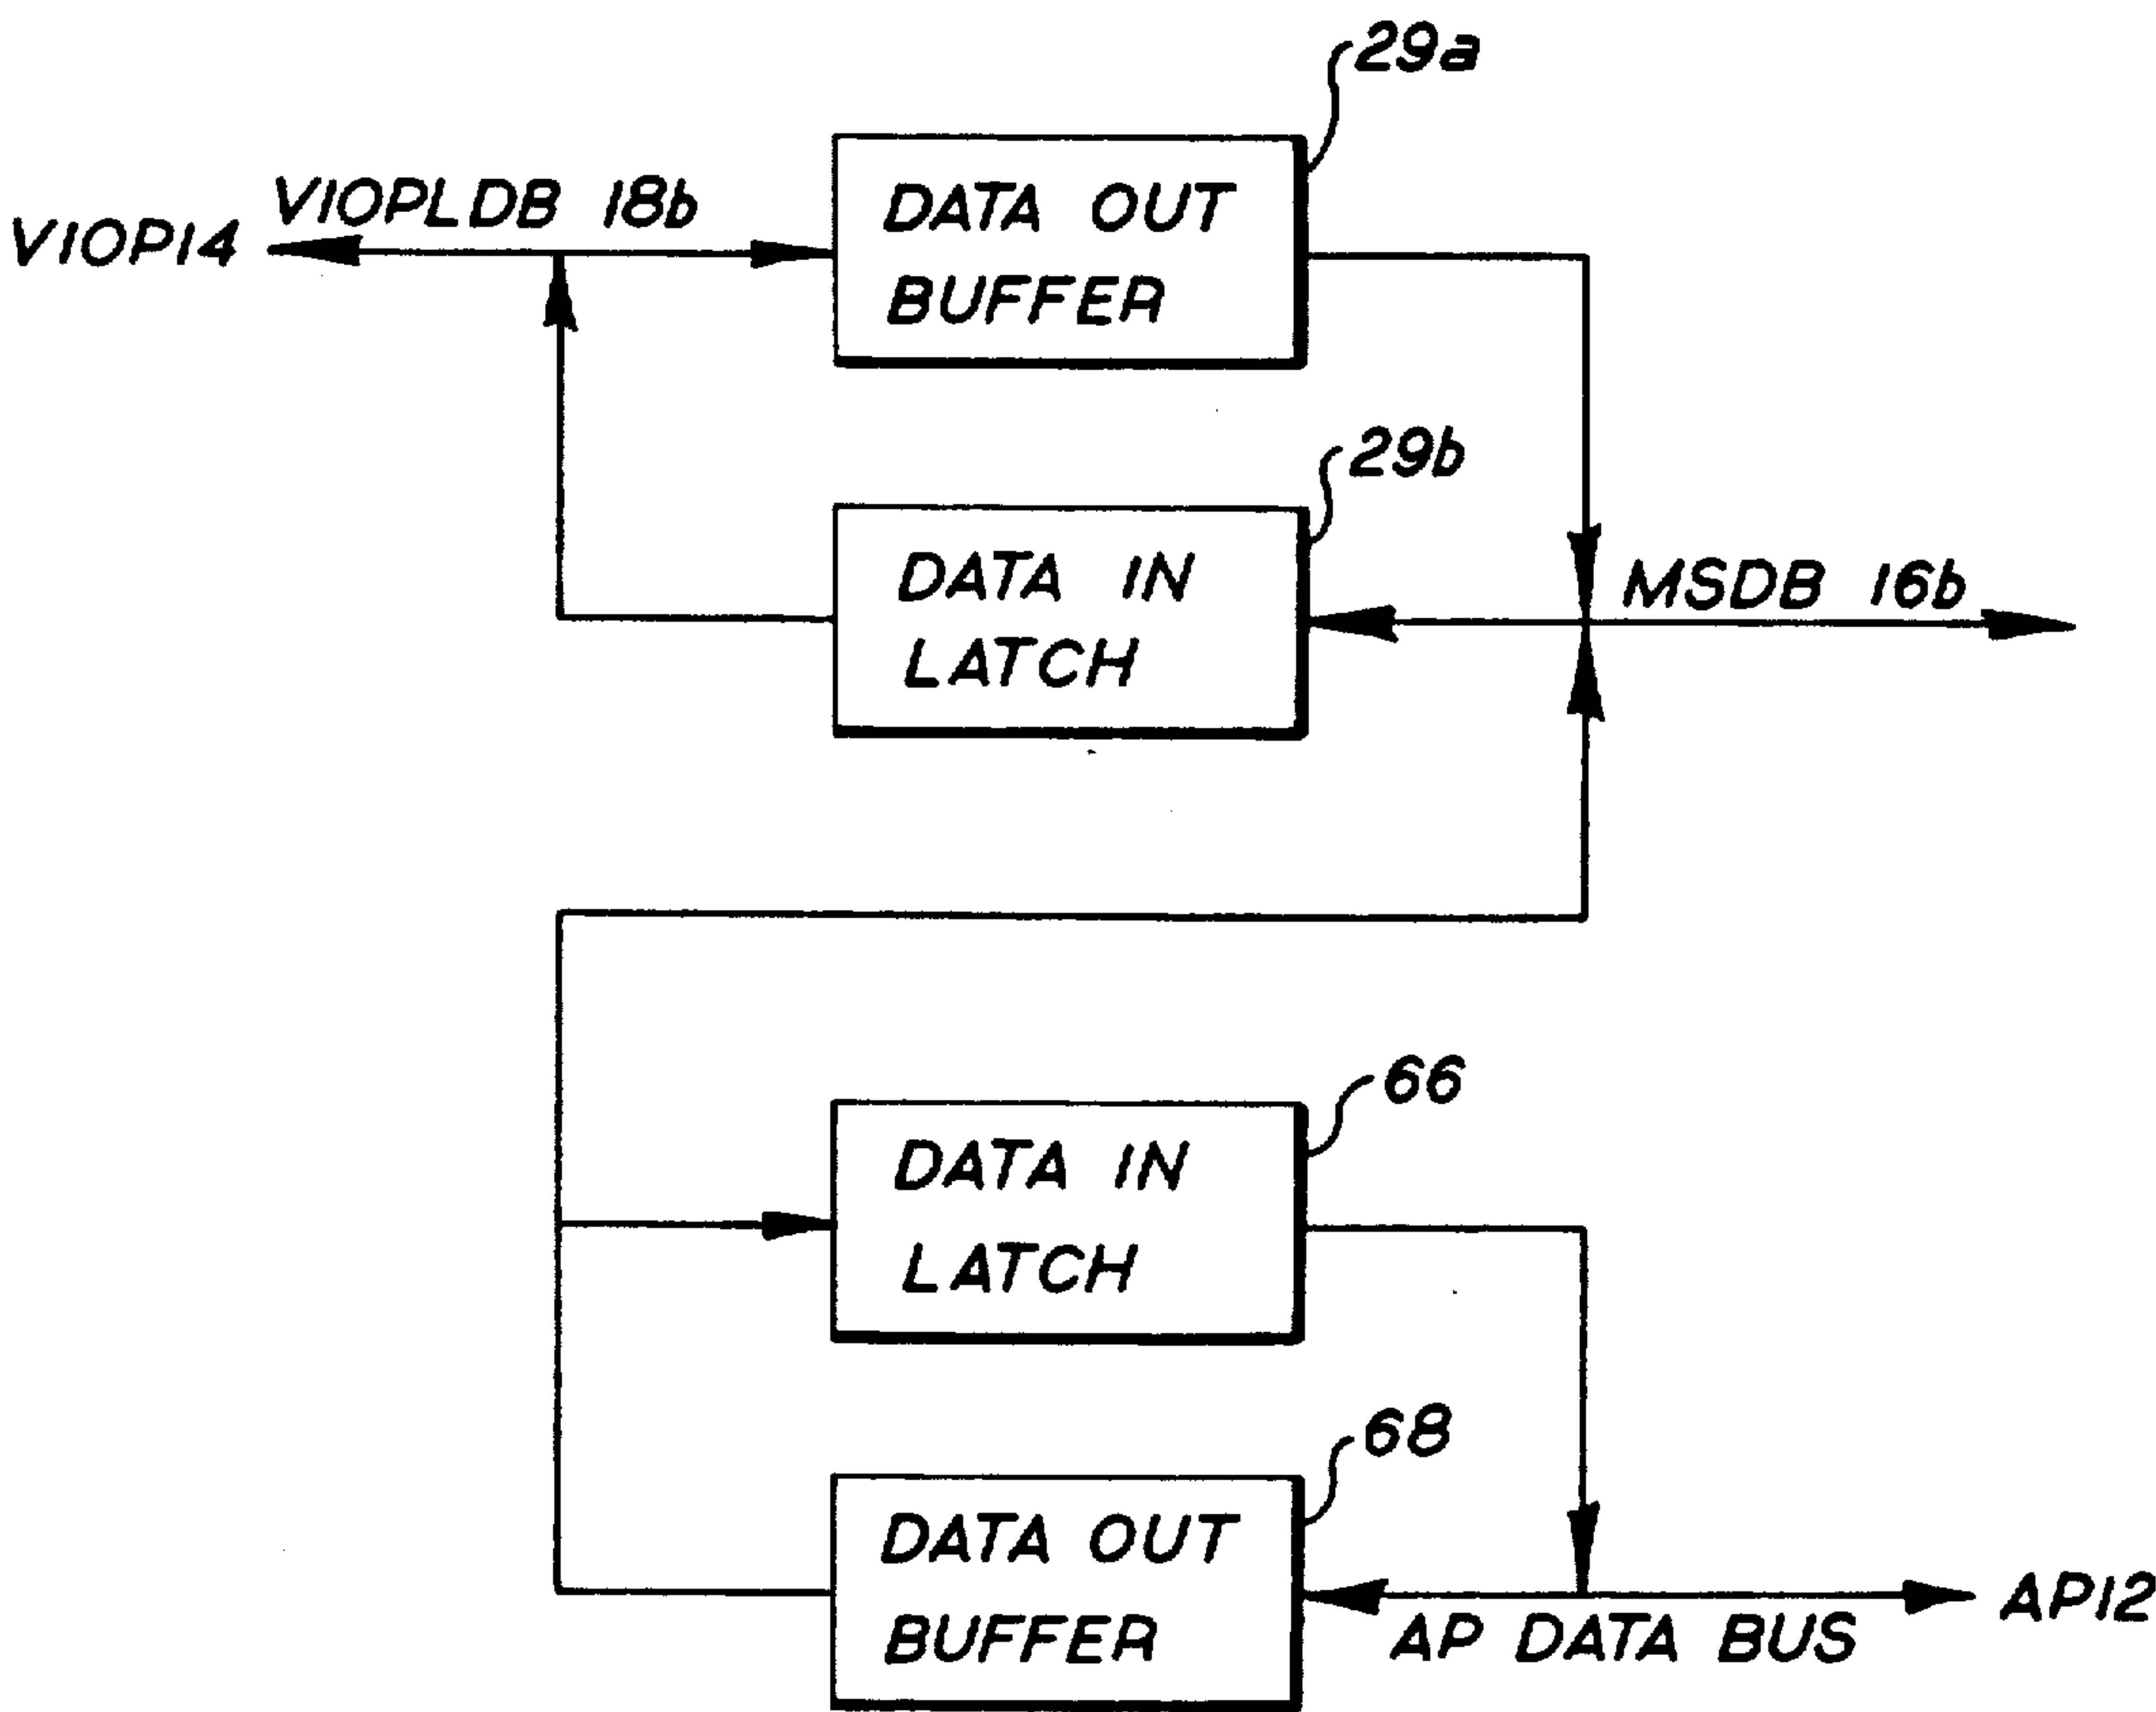 29a
VIOPLDB 18b
VIOP14
DATA OUT
BUFFER
29b
DATA IN
LATCH
MSDB 16b
66
DATA IN
LATCH
68
DATA OUT
BUFFER
AP DATA BUS
AP12